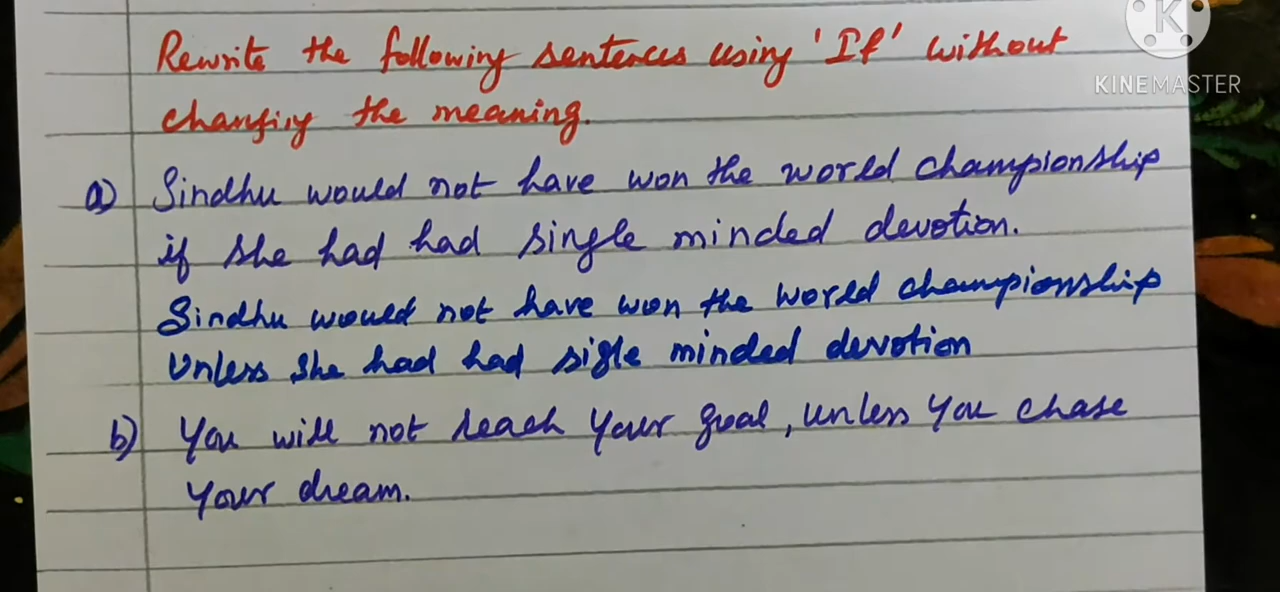 K
KINEMASTER
Rewrite the following sentences using 'If' without
changing the meaning.
a) Sindhu would not have won the world championship
if she had had single minded devotion.
Sindhu would not have won the world championship
Unless she had had sigle minded devotion
b) You will not reach your goal, unless you chase
your dream.